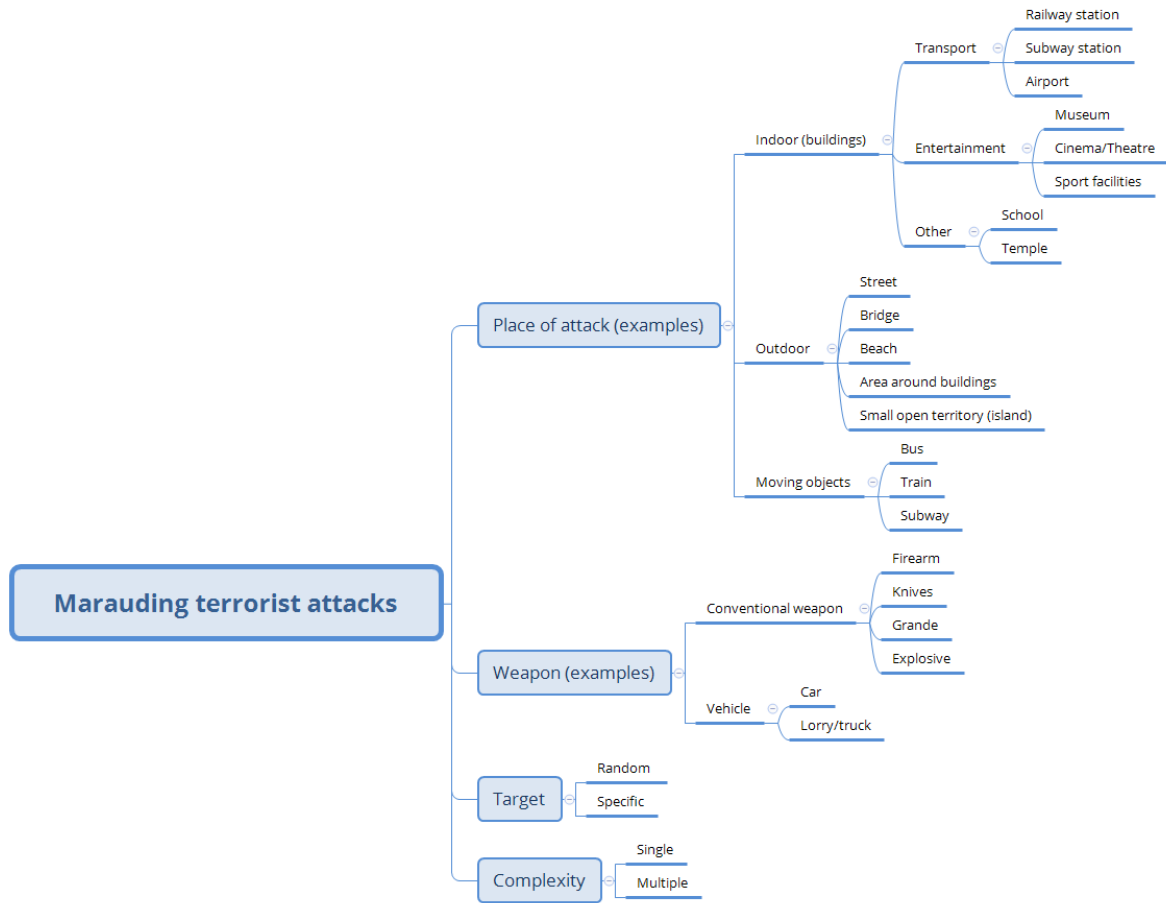 Marauding terrorist attacks
Place of attack (examples)
Indoor (buildings)
Transport
Railway station
Subway station
Airport
Entertainment
Museum
Cinema/Theatre
Sport facilities
Other
School
Temple
Outdoor
Street
Bridge
Beach
Area around buildings
Small open territory (island)
Moving objects
Bus
Train
Subway
Weapon (examples)
Conventional weapon
Firearm
Knives
Grande
Explosive
Vehicle
Car
Lorry/truck
Target
Random
Specific
Complexity
Single
Multiple